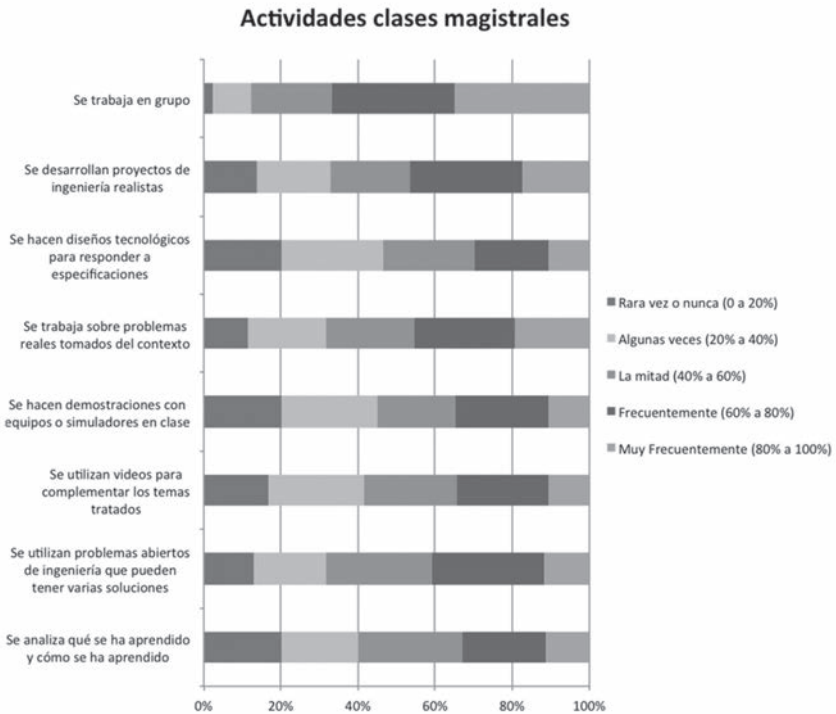 Actividades clases magistrales
Se trabaja en grupo
Se desarrollan proyectos de
ingeniería realistas
Se hacen diseños tecnológicos
para responder a
especificaciones
Se trabaja sobre problemas
reales tomados del contexto
Se hacen demostraciones con
equipos o simuladores en clase
Se utilizan videos para
complementar los temas
tratados
Se utilizan problemas abiertos
de ingeniería que pueden
tener varias soluciones
Se analiza qué se ha aprendido
y cómo se ha aprendido
0% 20% 40% 60% 80% 100%
Rara vez o nunca (0 a 20%)
Algunas veces (20% a 40%)
La mitad (40% a 60%)
Frecuentemente (60% a 80%)
Muy Frecuentemente (80% a 100%)